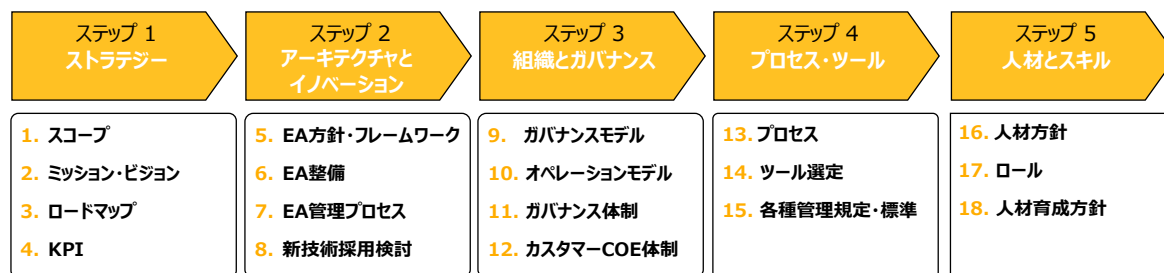 ステップ 1
ストラテジー
1. スコープ
2. ミッション・ビジョン
3. ロードマップ
4. KPI
ステップ 2
アーキテクチャと
イノベーション
5. EA方針・フレームワーク
6. EA整備
7. EA管理プロセス
8. 新技術採用検討
ステップ 3
組織とガバナンス
9. ガバナンスモデル
10. オペレーションモデル
11. ガバナンス体制
12. カスタマーCOE体制
ステップ 4
プロセス・ツール
13. プロセス
14. ツール選定
15. 各種管理規定・標準
ステップ 5
人材とスキル
16. 人材方針
17. ロール
18. 人材育成方針